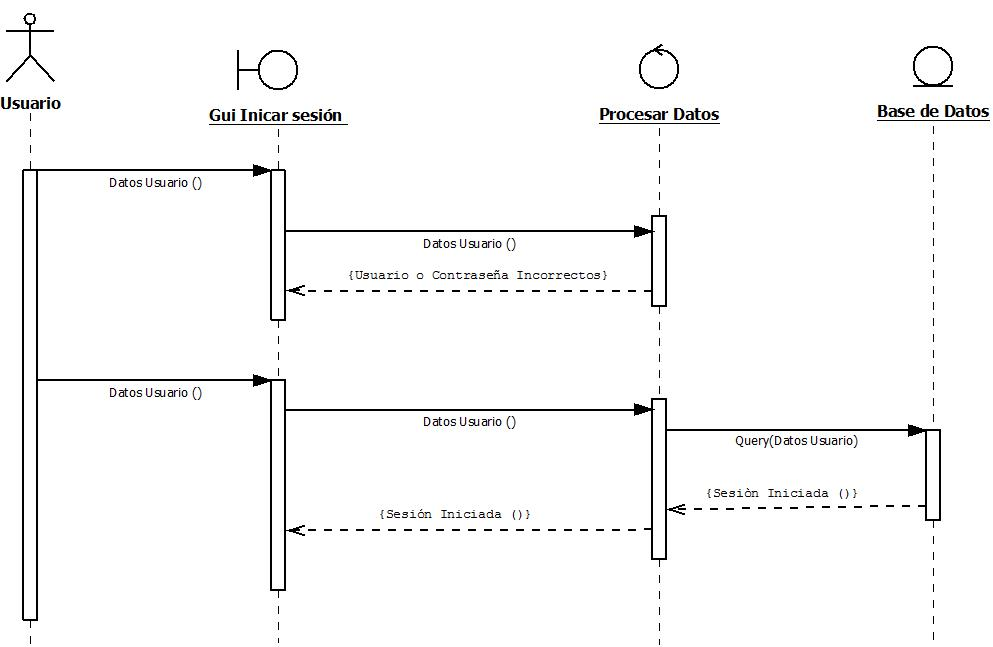 Usuario
Gui Inicar sesión
Procesar Datos
Base de Datos
Datos Usuario ()
Datos Usuario ()
{Usuario o Contraseña Incorrectos}
Datos Usuario ()
Datos Usuario ()
Query(Datos Usuario)
{Sesiòn Iniciada ()}
{Sesión Iniciada ()}